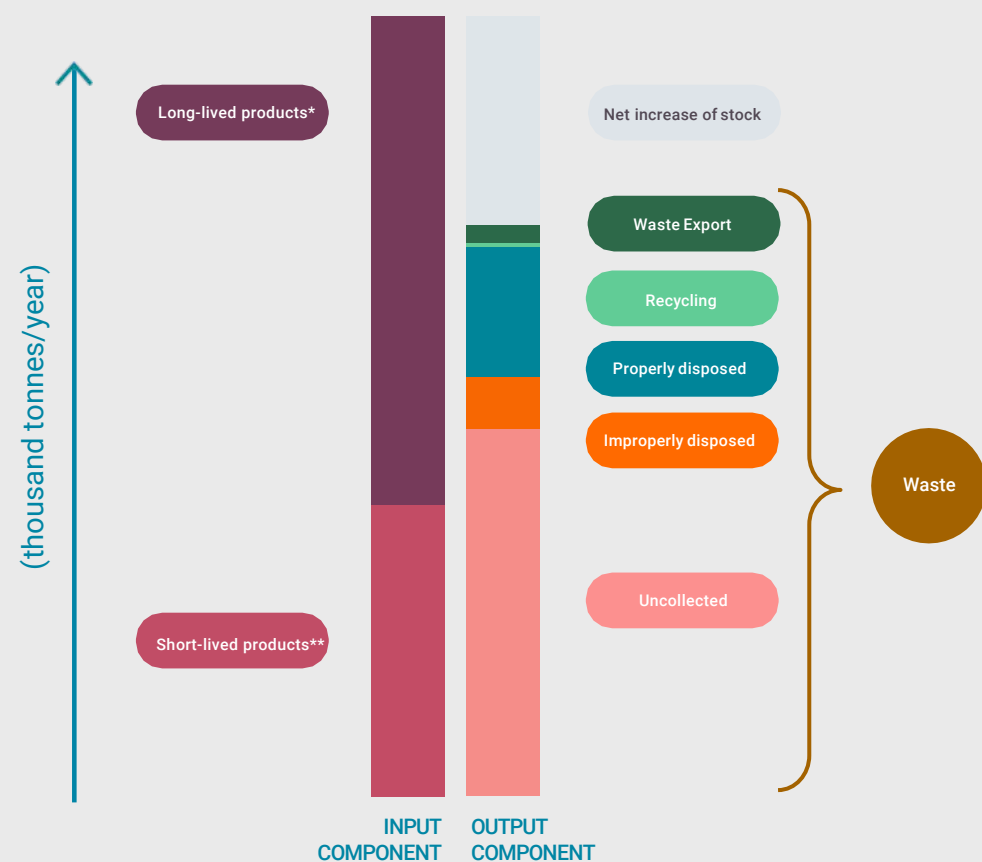 (thousand tonnes/year)
Long-lived products*
Short-lived products**
Net increase of stock
Waste Export
Recycling
Properly disposed
Improperly disposed
Uncollected
Waste
INPUT
COMPONENT
OUTPUT
COMPONENT